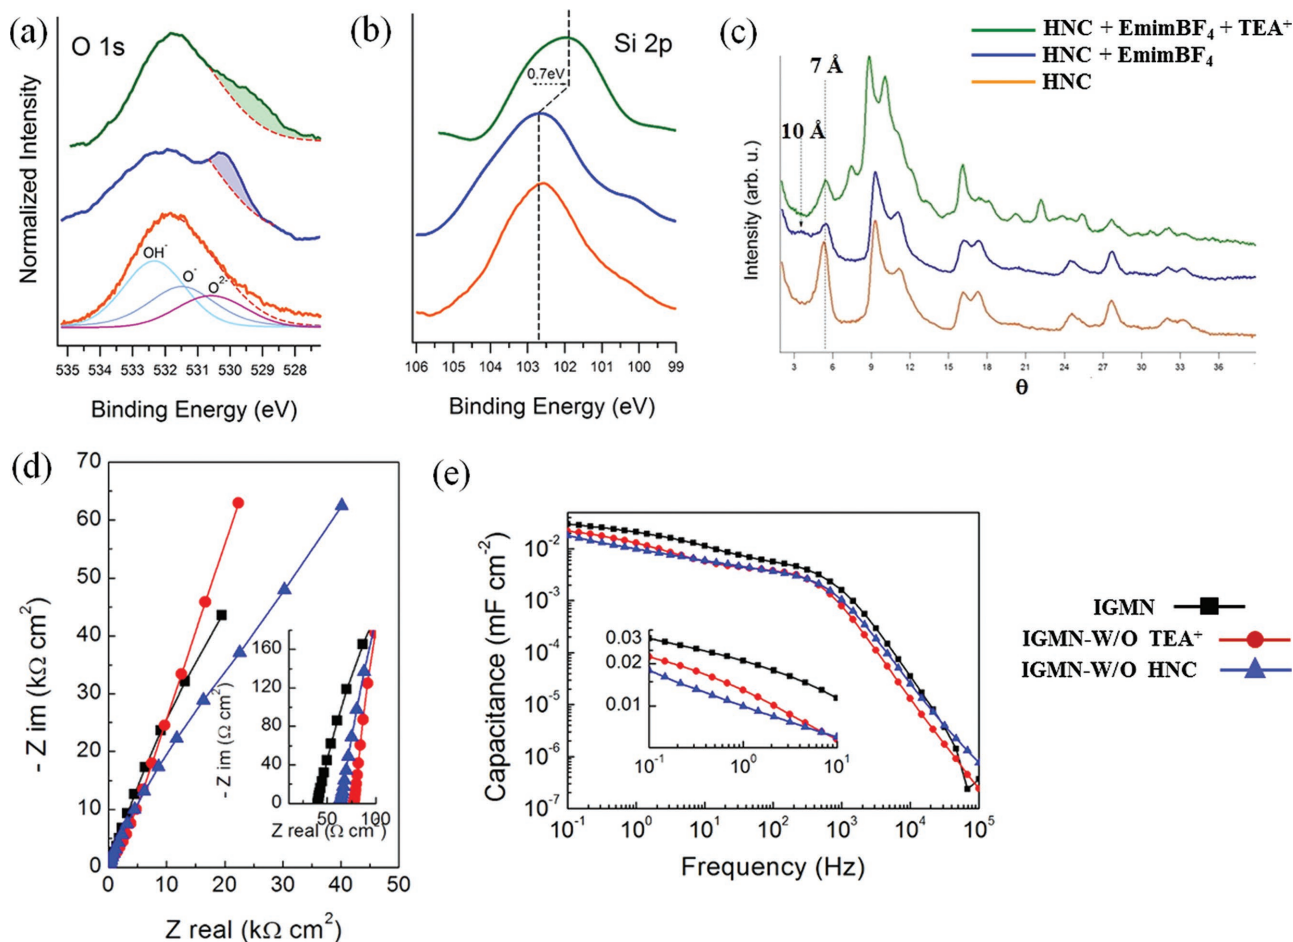 (a)
O 1s
Normalized Intensity
OH⁻
O⁻
O²⁻
535 534 533 532 531 530 529 528
Binding Energy (eV)
(b)
Si 2p
0.7eV
106 105 104 103 102 101 100 99
Binding Energy (eV)
(c)
HNC + EmimBF₄ + TEA⁺
HNC + EmimBF₄
HNC
7 Å
10 Å
Intensity (arb. u.)
3 6 9 12 15 18 21 24 27 30 33 36
θ
(d)
70
60
50
40
30
20
10
0
- Z im (kΩ cm²)
0 10 20 30 40 50
Z real (kΩ cm²)
160
120
80
40
0
- Z im (Ω cm²)
50 100
Z real (Ω cm²)
(e)
Capacitance (mF cm⁻²)
10⁻²
10⁻³
10⁻⁴
10⁻⁵
10⁻⁶
10⁻⁷
0.03
0.02
0.01
10⁻¹ 10⁰ 10¹
10⁻¹ 10⁰ 10¹ 10² 10³ 10⁴ 10⁵
Frequency (Hz)
IGMN
IGMN-W/O TEA⁺
IGMN-W/O HNC